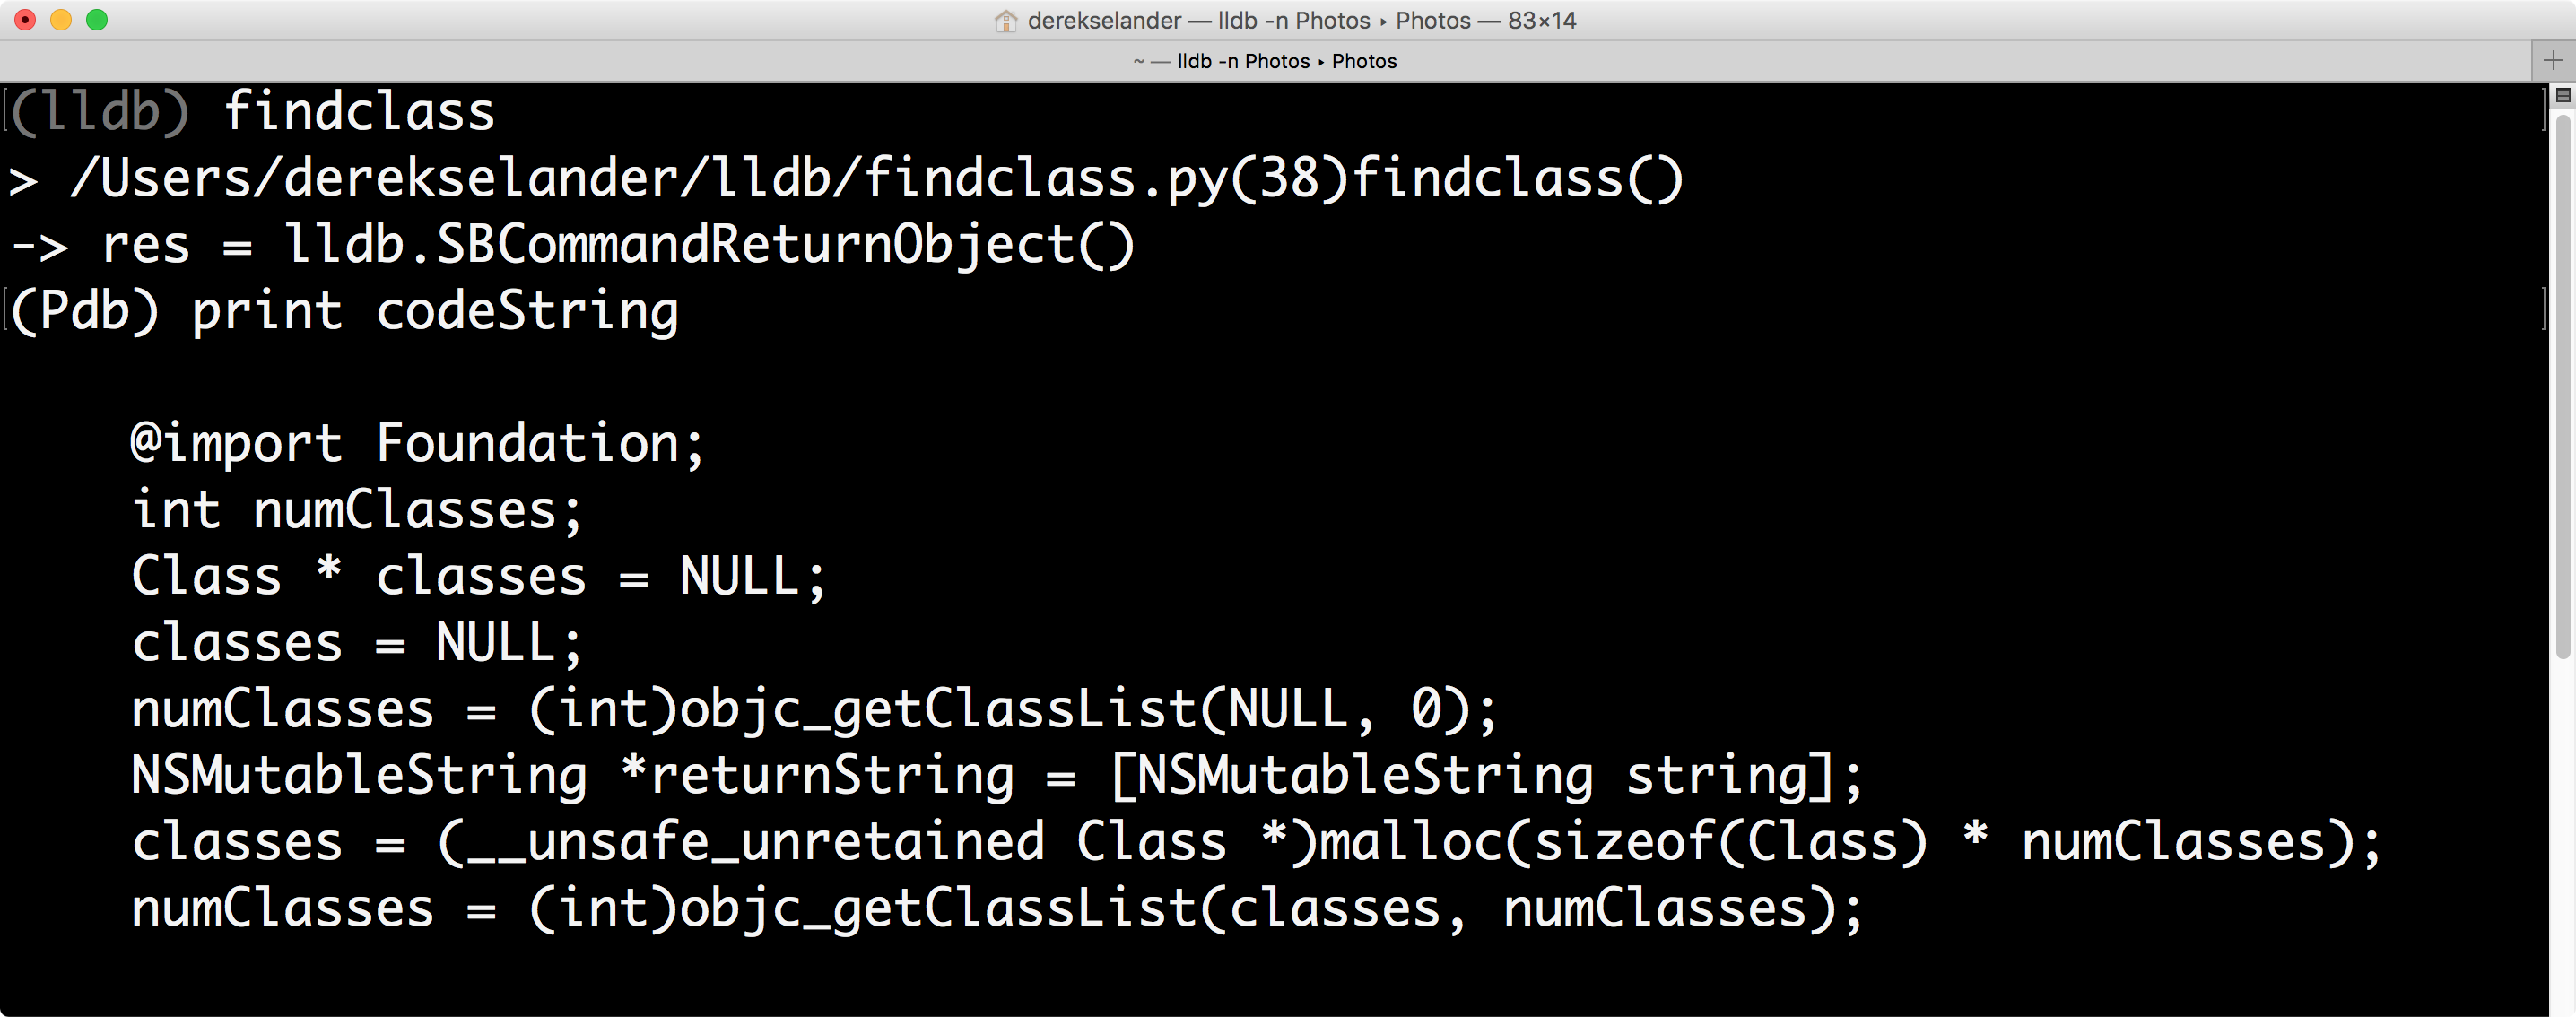 derekselander — lldb -n Photos ▸ Photos — 83×14
~ — lldb -n Photos ▸ Photos
(lldb) findclass
> /Users/derekselander/lldb/findclass.py(38)findclass()
-> res = lldb.SBCommandReturnObject()
(Pdb) print codeString
@import Foundation;
int numClasses;
Class * classes = NULL;
classes = NULL;
numClasses = (int)objc_getClassList(NULL, 0);
NSMutableString *returnString = [NSMutableString string];
classes = (__unsafe_unretained Class *)malloc(sizeof(Class) * numClasses);
numClasses = (int)objc_getClassList(classes, numClasses);